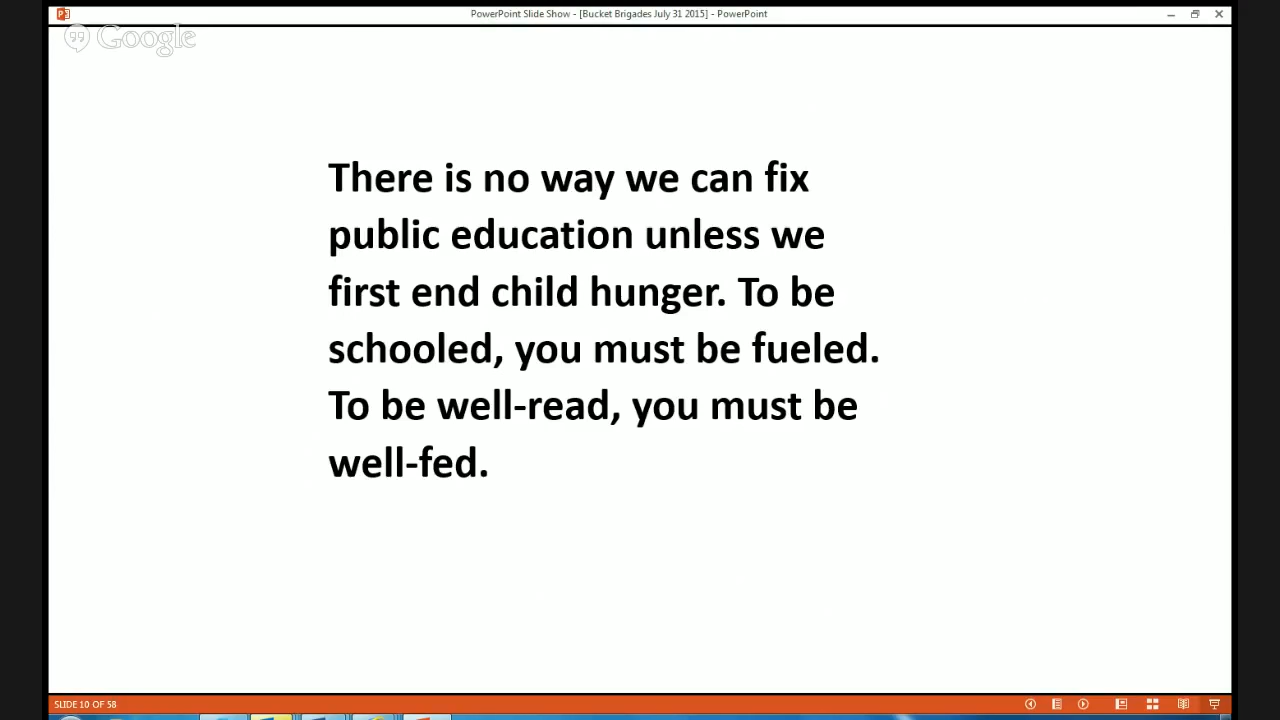 PowerPoint Slide Show - [Bucket Brigades July 31 2015] - PowerPoint
Google
There is no way we can fix
public education unless we
first end child hunger. To be
schooled, you must be fueled.
To be well-read, you must be
well-fed.
SLIDE 10 OF 58